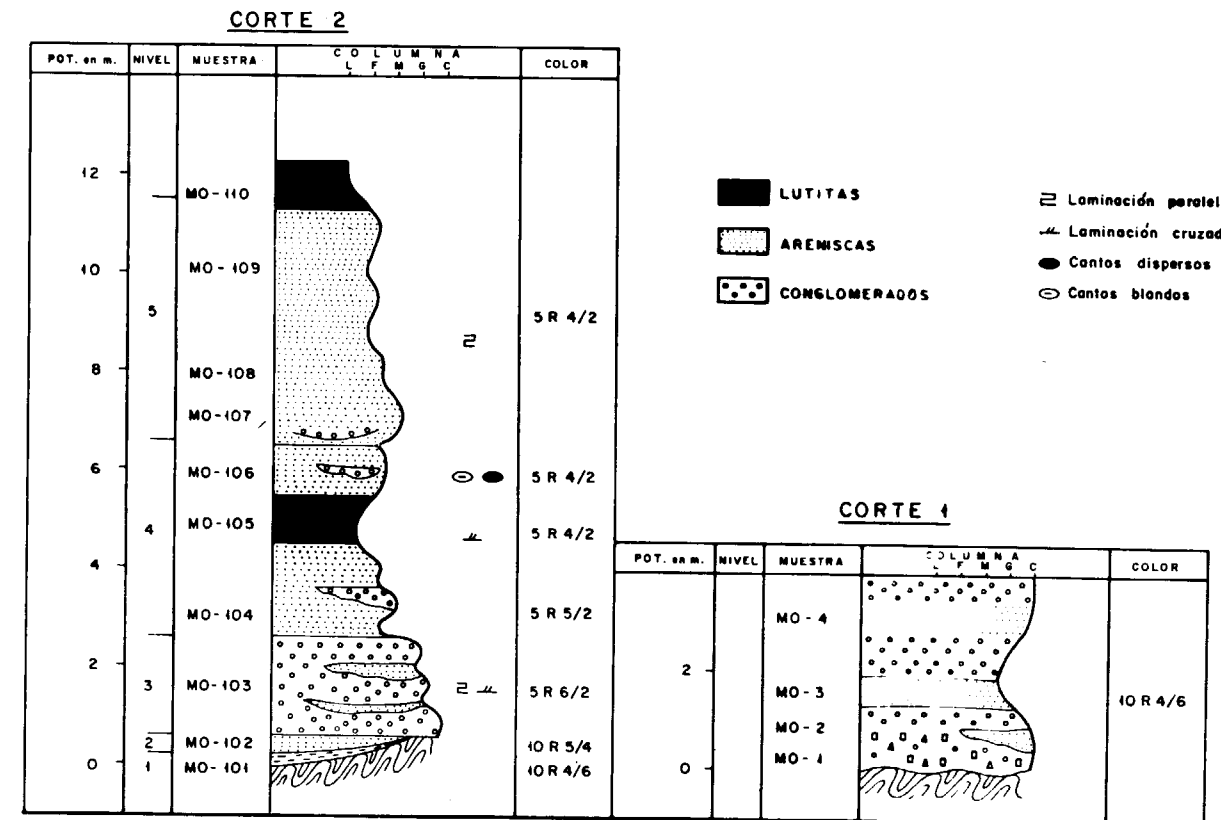 CORTE 2
POT. en m. NIVEL MUESTRA COLUMNA COLOR
L F M G C
12
MO-110
10 MO-109
5 5 R 4/2
8 MO-108
MO-107
6 MO-106 5 R 4/2
4 MO-105 5 R 4/2
4
MO-104 5 R 5/2
2
3 MO-103 5 R 6/2
2 MO-102 10 R 5/4
0 1 MO-101 10 R 4/6
LUTITAS
ARENISCAS
CONGLOMERADOS
Laminación paralel
Laminación cruzad
Cantos dispersos
Cantos blandos
CORTE 1
POT. en m. NIVEL MUESTRA COLUMNA COLOR
L F M G C
MO-4
2
MO-3 10 R 4/6
MO-2
0 MO-1